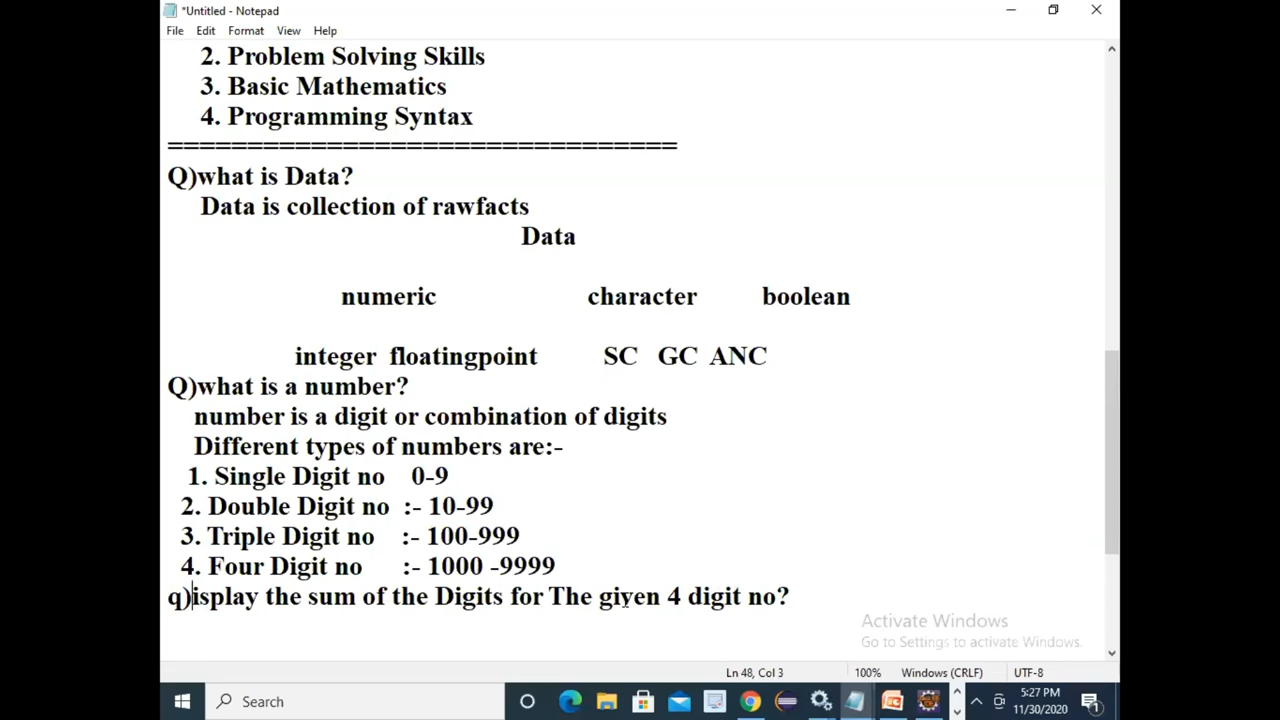 *Untitled - Notepad
File Edit Format View Help
2. Problem Solving Skills
3. Basic Mathematics
4. Programming Syntax
================================
Q)what is Data?
Data is collection of rawfacts
Data
numeric character boolean
integer floatingpoint SC GC ANC
Q)what is a number?
number is a digit or combination of digits
Different types of numbers are:-
1. Single Digit no 0-9
2. Double Digit no :- 10-99
3. Triple Digit no :- 100-999
4. Four Digit no :- 1000 -9999
q)isplay the sum of the Digits for The given 4 digit no?
Activate Windows
Go to Settings to activate Windows.
Ln 48, Col 3 100% Windows (CRLF) UTF-8
Search
5:27 PM
11/30/2020
1